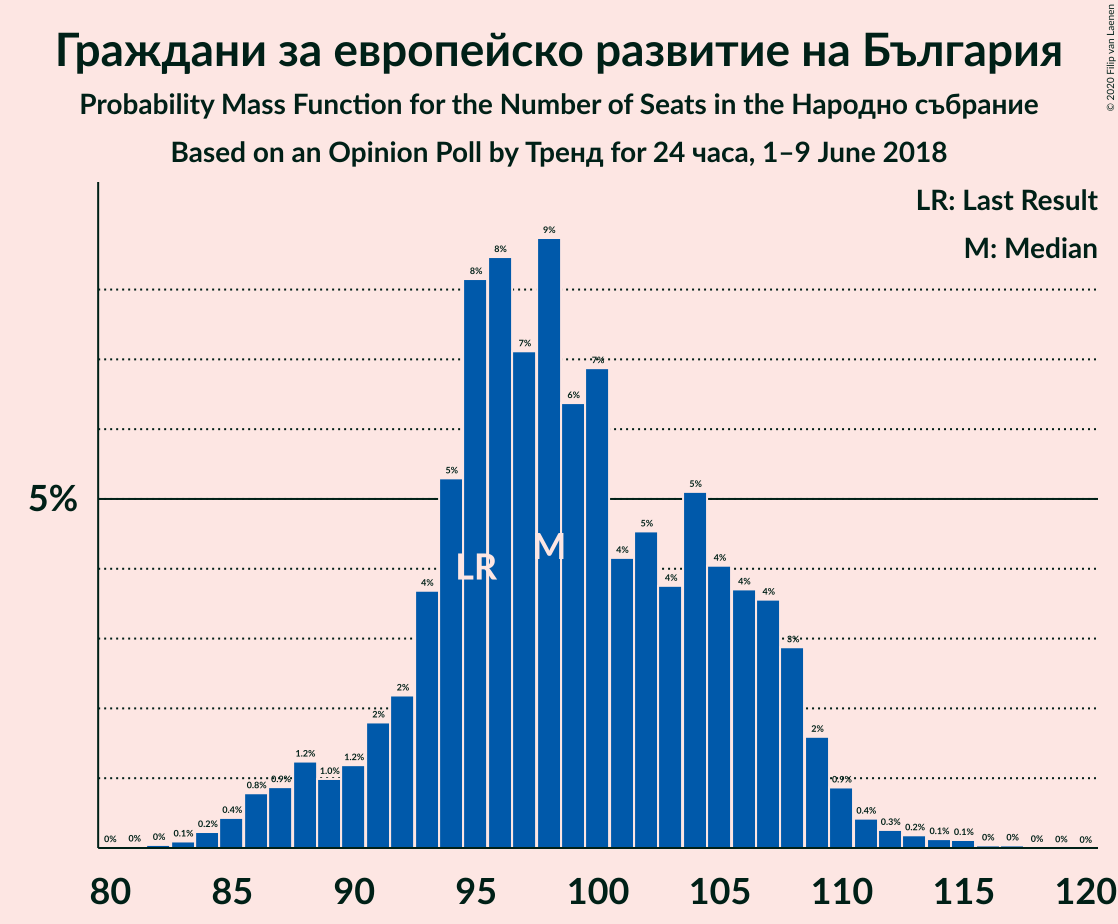 Граждани за европейско развитие на България
Probability Mass Function for the Number of Seats in the Народно събрание
Based on an Opinion Poll by Тренд for 24 часа, 1–9 June 2018
© 2020 Filip van Laenen
LR: Last Result
M: Median
5%
0% 0% 0% 0.1% 0.2% 0.4% 0.8% 0.9% 1.2% 1.0% 1.2% 2% 2% 4% 5% 8% 8% 7% 9% 6% 7% 4% 5% 4% 5% 4% 4% 4% 3% 2% 0.9% 0.4% 0.3% 0.2% 0.1% 0.1% 0% 0% 0% 0% 0%
LR M
80 85 90 95 100 105 110 115 120